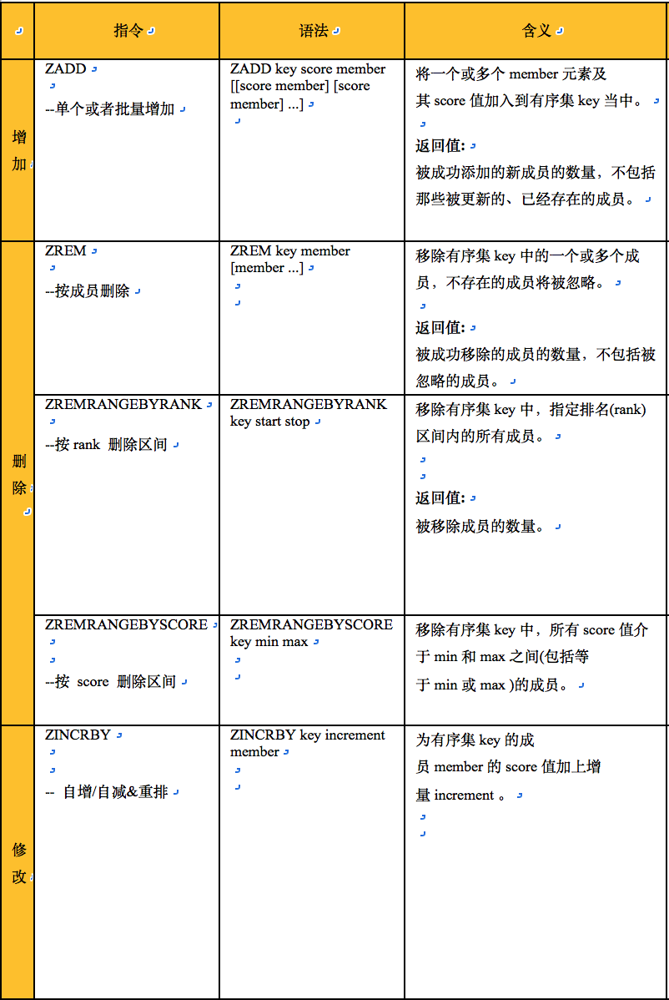 指令
语法
含义
增
加
ZADD
--单个或者批量增加
ZADD key score member
[[score member] [score
member] ...]
将一个或多个 member 元素及
其 score 值加入到有序集 key 当中。
返回值:
被成功添加的新成员的数量，不包括
那些被更新的、已经存在的成员。
删
除
ZREM
--按成员删除
ZREM key member
[member ...]
移除有序集 key 中的一个或多个成
员，不存在的成员将被忽略。
返回值:
被成功移除的成员的数量，不包括被
忽略的成员。
ZREMRANGEBYRANK
--按 rank 删除区间
ZREMRANGEBYRANK
key start stop
移除有序集 key 中，指定排名(rank)
区间内的所有成员。
返回值:
被移除成员的数量。
ZREMRANGEBYSCORE
--按 score 删除区间
ZREMRANGEBYSCORE
key min max
移除有序集 key 中，所有 score 值介
于 min 和 max 之间(包括等
于 min 或 max )的成员。
修
改
ZINCRBY
-- 自增/自减&重排
ZINCRBY key increment
member
为有序集 key 的成
员 member 的 score 值加上增
量 increment 。